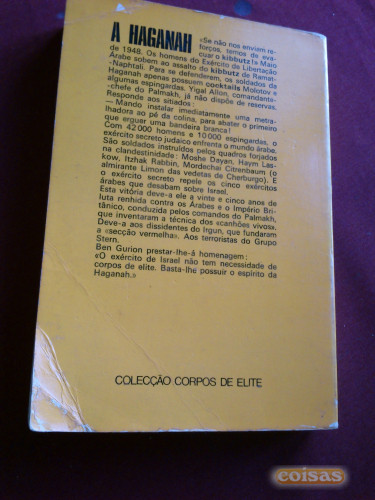 A HAGANAH
«Se não nos enviem re-
forços, temos de eva-
cuar o kibbutz!» Maio
de 1948. Os homens do Exército de Libertação
Árabe sobem ao assalto do kibbutz de Ramat-
-Naphtali. Para se defenderem, os soldados da
Haganah apenas possuem cocktails Molotov e
algumas espingardas. Yigal Allon, comandante-
-chefe do Palmakh, já não dispõe de reservas.
Responde aos sitiados:
— Mando instalar imediatamente uma metra-
lhadora ao pé da colina, para abater o primeiro
que erguer uma bandeira branca!
Com 42 000 homens e 10 000 espingardas, o
exército secreto judaico enfrenta o mundo árabe.
São soldados instruídos pelos quadros forjados
na clandestinidade: Moshe Dayan, Haym Las-
kow, Itzhak Rabbin, Mordechai Citrenbaum (o
almirante Limon das vedetas de Cherburgo). E
o exército secreto repele os cinco exércitos
árabes que desabam sobre Israel.
Esta vitória deve-a ele a vinte e cinco anos de
luta renhida contra os Árabes e o Império Bri-
tânico, conduzida pelos comandos do Palmakh,
que inventaram a técnica dos «canhões vivos».
Deve-a aos dissidentes do Irgun, que fundaram
a «secção vermelha». Aos terroristas do Grupo
Stern.
Ben Gurion prestar-lhe-á homenagem:
«O exército de Israel não tem necessidade de
corpos de elite. Basta-lhe possuir o espírito da
Haganah.»
COLECÇÃO CORPOS DE ELITE
coisas